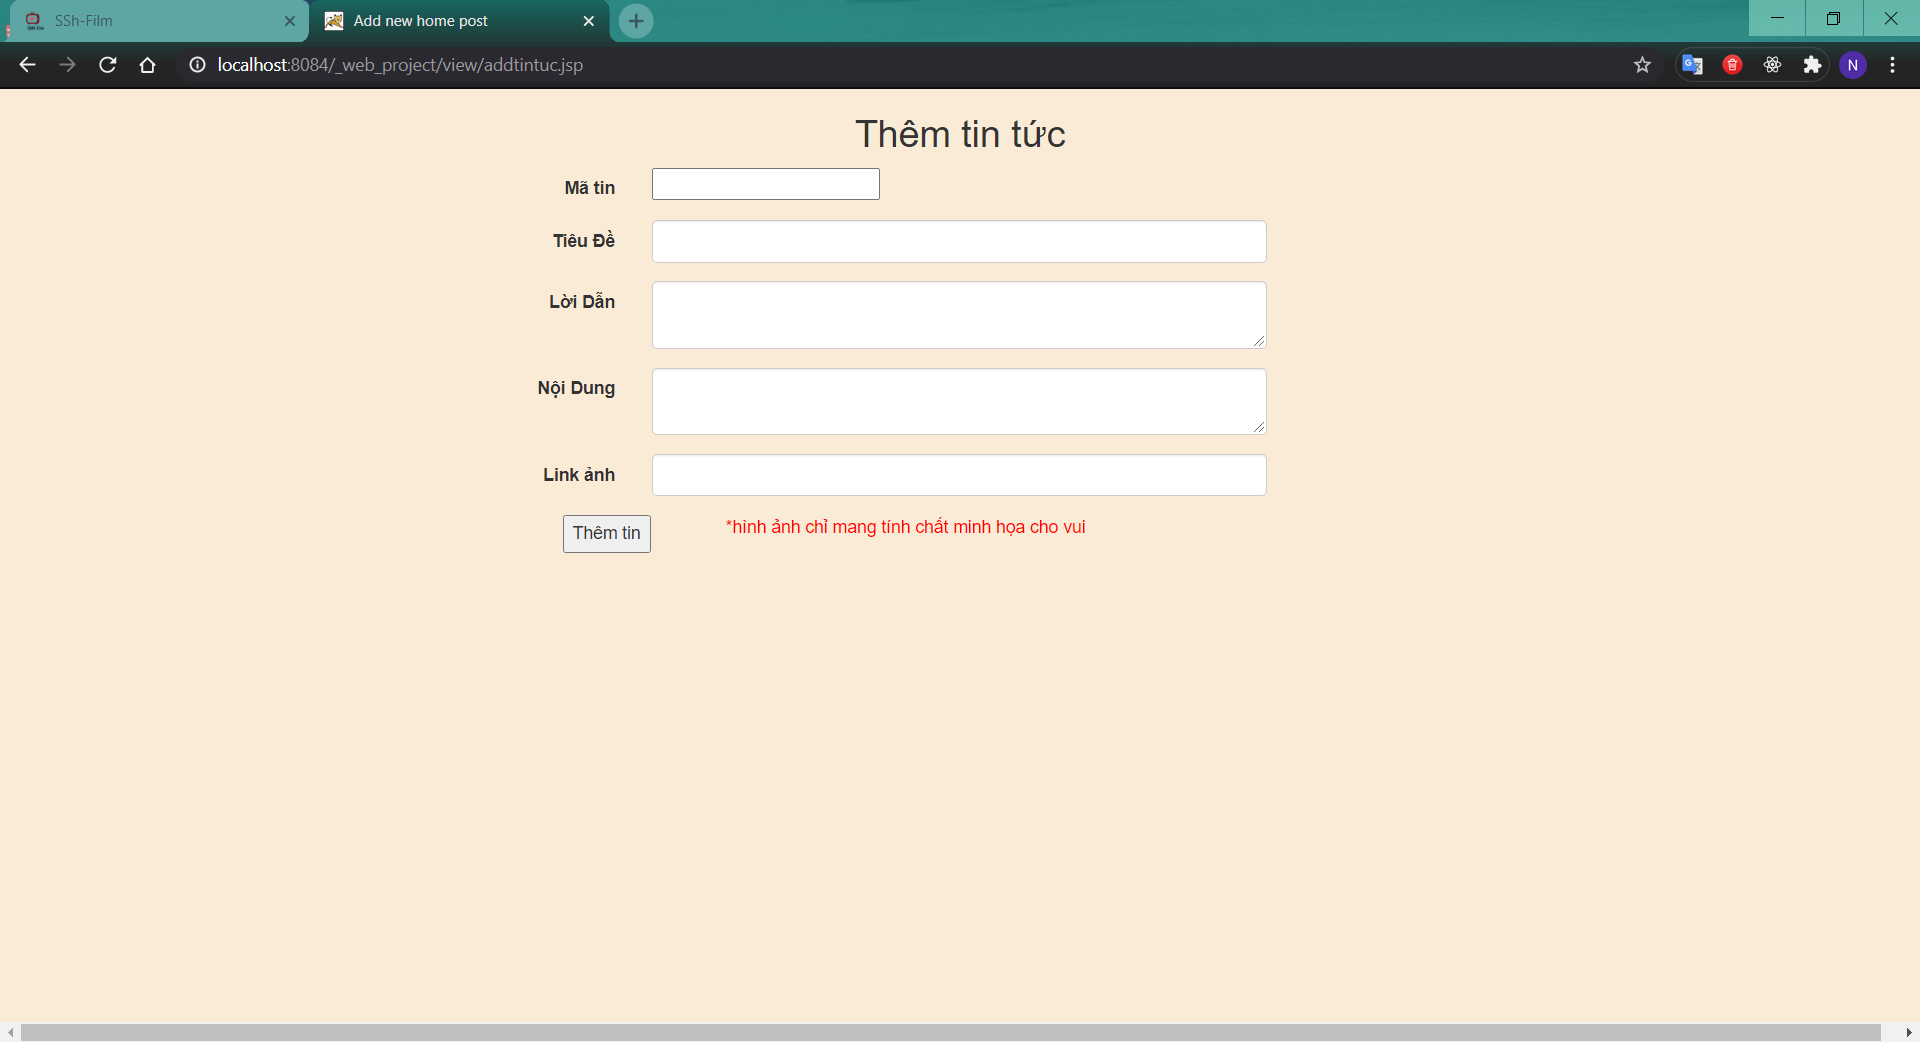 SSh-Film
Add new home post
localhost:8084/_web_project/view/addtintuc.jsp
N
Thêm tin tức
Mã tin
Tiêu Đề
Lời Dẫn
Nội Dung
Link ảnh
Thêm tin
*hình ảnh chỉ mang tính chất minh họa cho vui